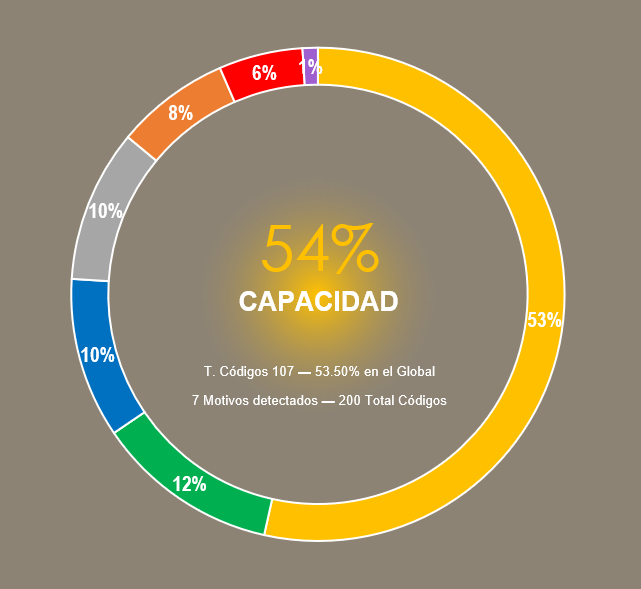 6%
1%
8%
10%
54%
CAPACIDAD
53%
10%
T. Códigos 107 — 53.50% en el Global
7 Motivos detectados — 200 Total Códigos
12%